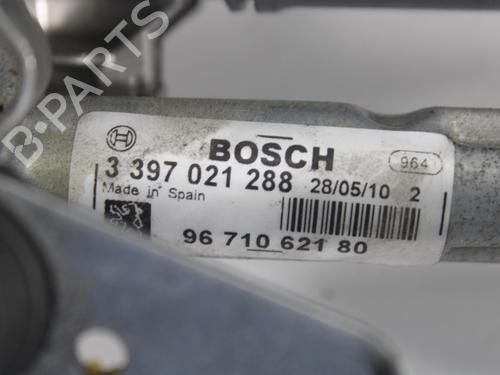 B-PARTS
BOSCH
964
3 397 021 288
28/05/10 2
Made in Spain
96 710 621 80